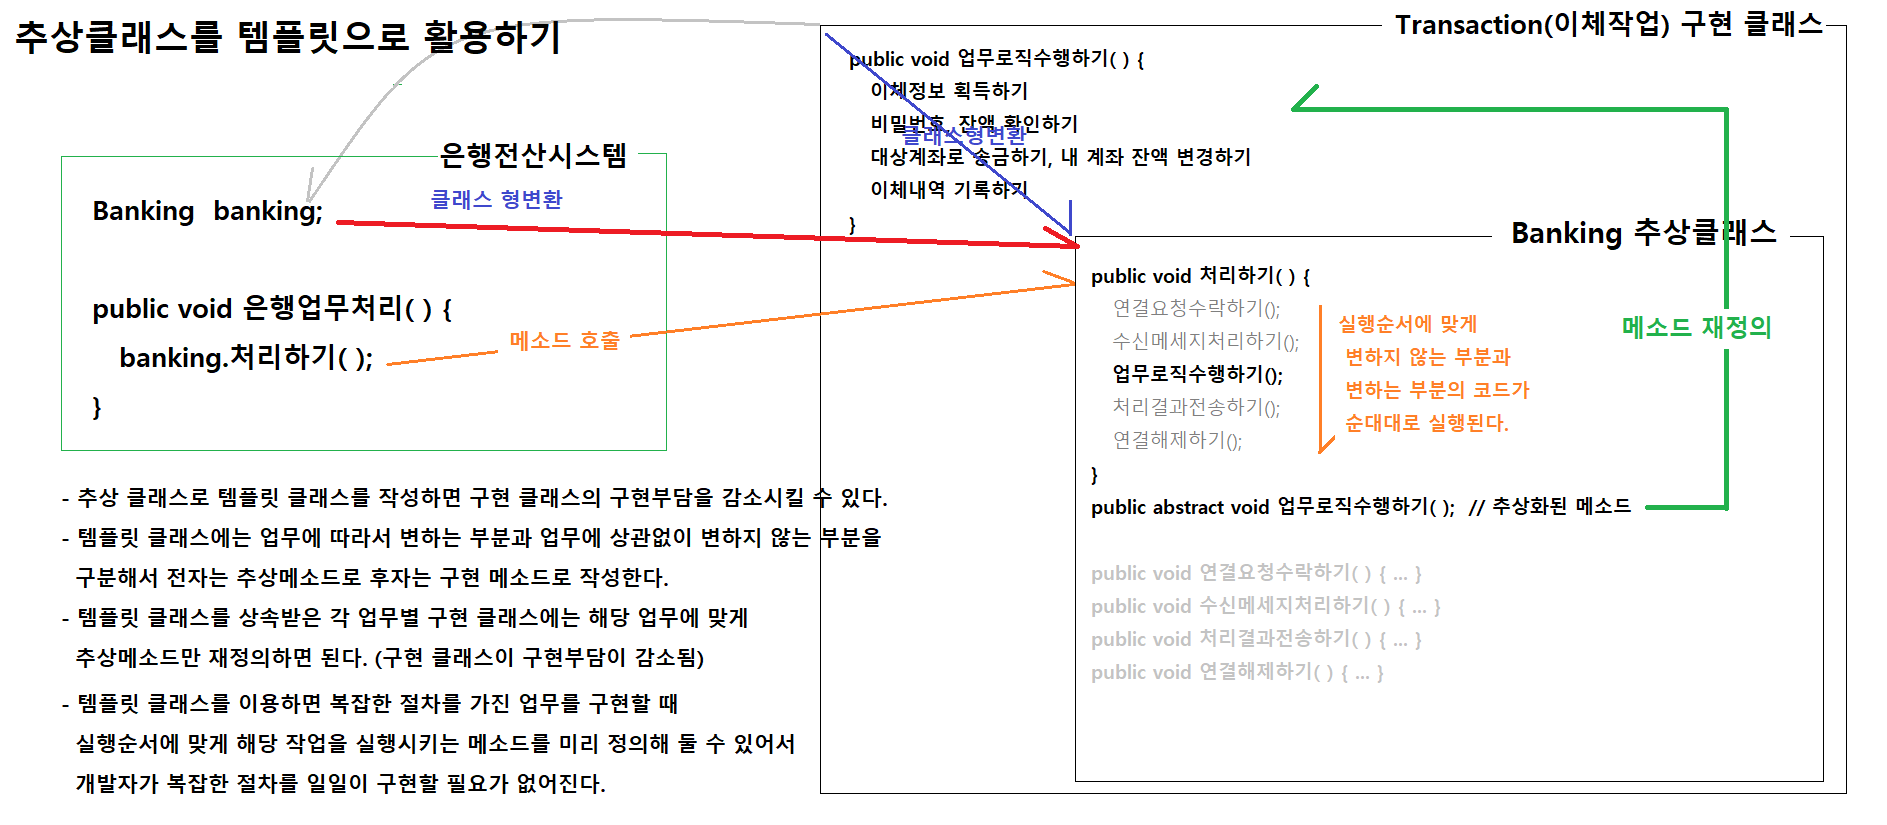 추상클래스를 템플릿으로 활용하기
은행전산시스템
Banking banking;
클래스 형변환
public void 은행업무처리( ) {
banking.처리하기( );
메소드 호출
}
- 추상 클래스로 템플릿 클래스를 작성하면 구현 클래스의 구현부담을 감소시킬 수 있다.
- 템플릿 클래스에는 업무에 따라서 변하는 부분과 업무에 상관없이 변하지 않는 부분을
구분해서 전자는 추상메소드로 후자는 구현 메소드로 작성한다.
- 템플릿 클래스를 상속받은 각 업무별 구현 클래스에는 해당 업무에 맞게
추상메소드만 재정의하면 된다. (구현 클래스이 구현부담이 감소됨)
- 템플릿 클래스를 이용하면 복잡한 절차를 가진 업무를 구현할 때
실행순서에 맞게 해당 작업을 실행시키는 메소드를 미리 정의해 둘 수 있어서
개발자가 복잡한 절차를 일일이 구현할 필요가 없어진다.
Transaction(이체작업) 구현 클래스
public void 업무로직수행하기( ) {
이체정보 획득하기
비밀번호, 잔액 확인하기
클래스형변환
대상계좌로 송금하기, 내 계좌 잔액 변경하기
이체내역 기록하기
}
Banking 추상클래스
public void 처리하기( ) {
연결요청수락하기();
수신메세지처리하기();
업무로직수행하기();
처리결과전송하기();
연결해제하기();
}
실행순서에 맞게
변하지 않는 부분과
변하는 부분의 코드가
순대대로 실행된다.
메소드 재정의
public abstract void 업무로직수행하기( ); // 추상화된 메소드
public void 연결요청수락하기( ) { ... }
public void 수신메세지처리하기( ) { ... }
public void 처리결과전송하기( ) { ... }
public void 연결해제하기( ) { ... }